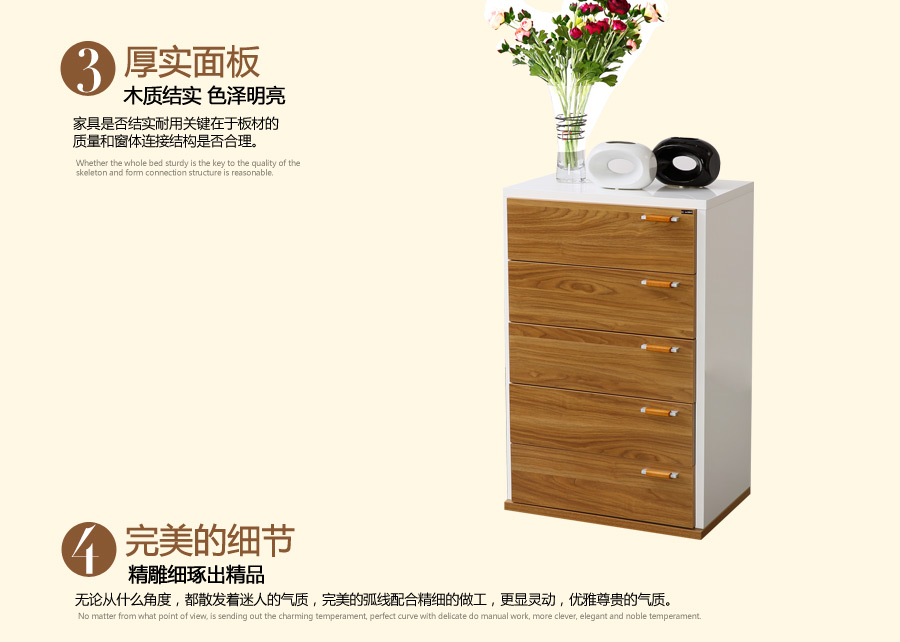 3 厚实面板
木质结实 色泽明亮
家具是否结实耐用关键在于板材的
质量和窗体连接结构是否合理。
Whether the whole bed sturdy is the key to the quality of the
skeleton and form connection structure is reasonable.
4 完美的细节
精雕细琢出精品
无论从什么角度，都散发着迷人的气质，完美的弧线配合精细的做工，更显灵动，优雅尊贵的气质。
No matter from what point of view, is sending out the charming temperament, perfect curve with delicate do manual work, more clever, elegant and noble temperament.